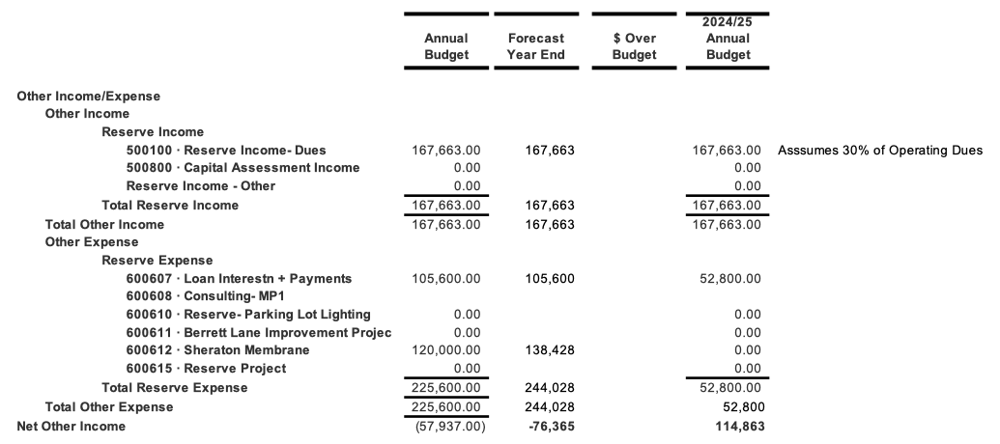 2024/25
Annual Forecast $ Over Annual
Budget Year End Budget Budget
Other Income/Expense
Other Income
Reserve Income
500100 · Reserve Income- Dues 167,663.00 167,663 167,663.00 Asssumes 30% of Operating Dues
500800 · Capital Assessment Income 0.00 0.00
Reserve Income - Other 0.00 0.00
Total Reserve Income 167,663.00 167,663 167,663.00
Total Other Income 167,663.00 167,663 167,663.00
Other Expense
Reserve Expense
600607 · Loan Interestn + Payments 105,600.00 105,600 52,800.00
600608 · Consulting- MP1
600610 · Reserve- Parking Lot Lighting 0.00 0.00
600611 · Berrett Lane Improvement Projec 0.00 0.00
600612 · Sheraton Membrane 120,000.00 138,428 0.00
600615 · Reserve Project 0.00 0.00
Total Reserve Expense 225,600.00 244,028 52,800.00
Total Other Expense 225,600.00 244,028 52,800
Net Other Income (57,937.00) -76,365 114,863